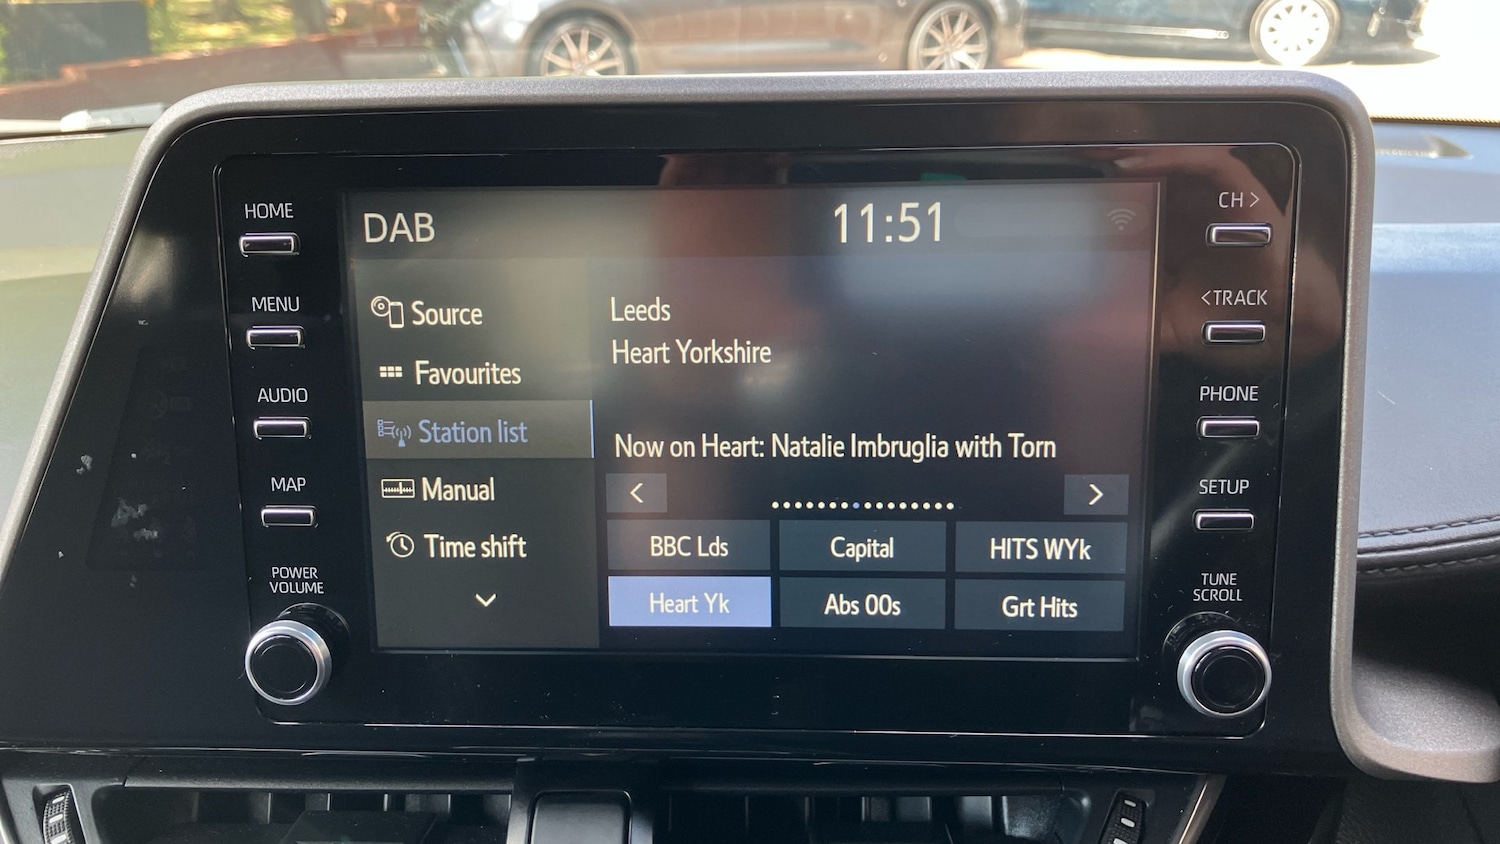 HOME
MENU
AUDIO
MAP
POWER
VOLUME
DAB
11:51
Source
Favourites
Station list
Manual
Time shift
Leeds
Heart Yorkshire
Now on Heart: Natalie Imbruglia with Torn
<
>
BBC Lds
Capital
HITS WYk
Heart Yk
Abs 00s
Grt Hits
CH >
<TRACK
PHONE
SETUP
TUNE
SCROLL